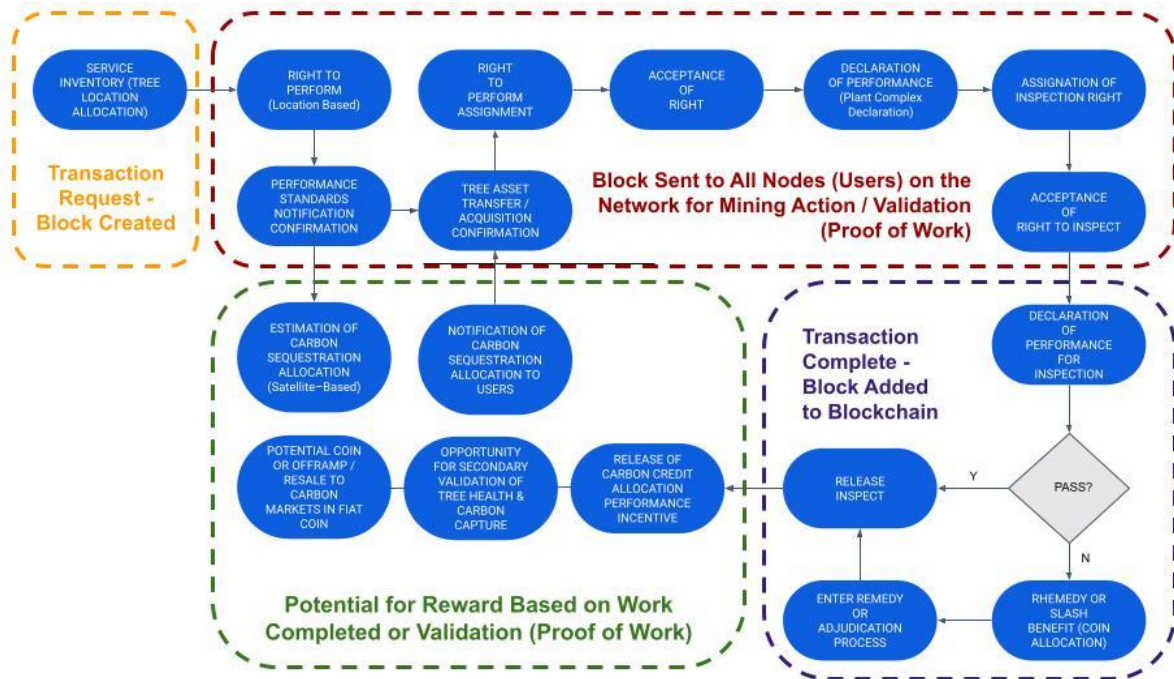 SERVICE
INVENTORY (TREE
LOCATION
ALLOCATION)
RIGHT TO
PERFORM
(Location Based)
RIGHT
TO
PERFORM
ASSIGNMENT
ACCEPTANCE
OF
RIGHT
DECLARATION
OF PERFORMANCE
(Plant Complex
Declaration)
ASSIGNATION OF
INSPECTION RIGHT
Transaction
Request -
Block Created
PERFORMANCE
STANDARDS
NOTIFICATION
CONFIRMATION
TREE ASSET
TRANSFER /
ACQUISITION
CONFIRMATION
Block Sent to All Nodes (Users) on the
Network for Mining Action / Validation
(Proof of Work)
ACCEPTANCE
OF
RIGHT TO INSPECT
ESTIMATION OF
CARBON
SEQUESTRATION
ALLOCATION
(Satellite–Based)
NOTIFICATION OF
CARBON
SEQUESTRATION
ALLOCATION TO
USERS
Transaction
Complete -
Block Added
to Blockchain
DECLARATION
OF
PERFORMANCE
FOR
INSPECTION
POTENTIAL COIN
OR OFFRAMP /
RESALE TO
CARBON
MARKETS IN FIAT
COIN
OPPORTUNITY
FOR SECONDARY
VALIDATION OF
TREE HEALTH &
CARBON
CAPTURE
RELEASE OF
CARBON CREDIT
ALLOCATION
PERFORMANCE
INCENTIVE
RELEASE
INSPECT
Y
PASS?
N
Potential for Reward Based on Work
Completed or Validation (Proof of Work)
ENTER REMEDY
OR
ADJUDICATION
PROCESS
RHEMEDY OR
SLASH
BENEFIT (COIN
ALLOCATION)